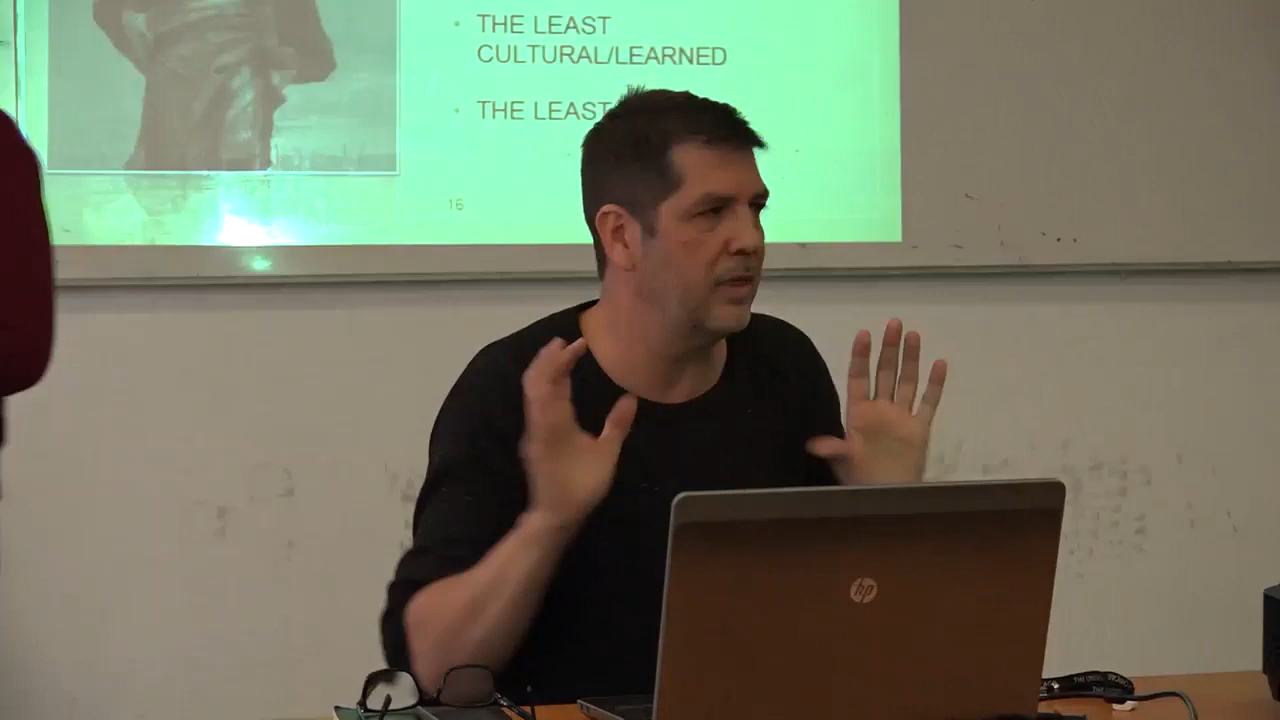 • THE LEAST
CULTURAL/LEARNED
• THE LEAST
16
hp